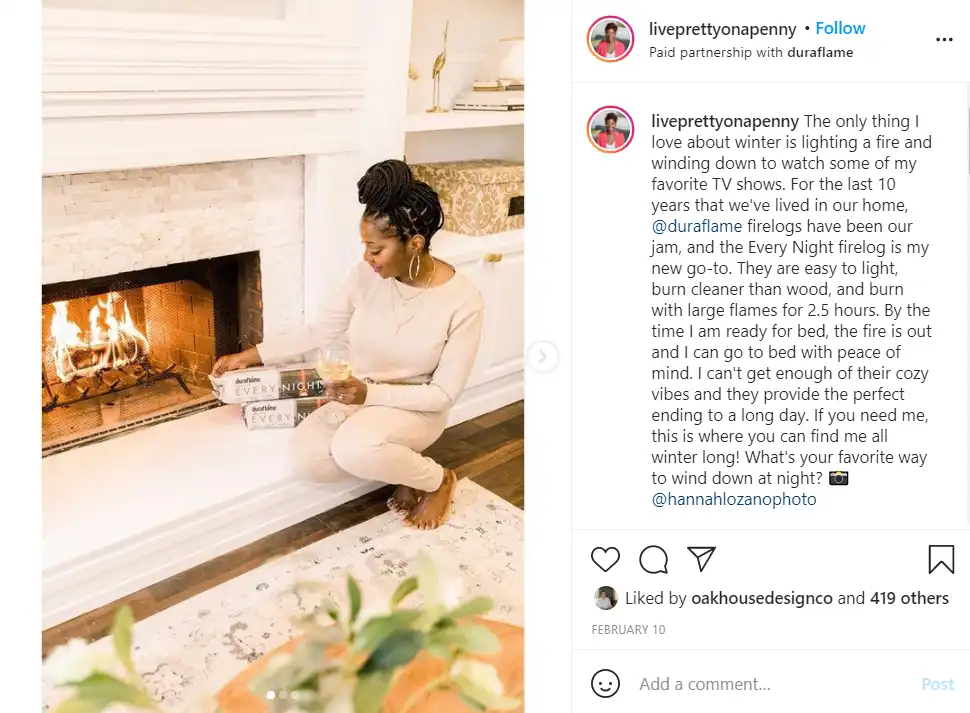 liveprettyonapenny • Follow
Paid partnership with duraflame
liveprettyonapenny The only thing I
love about winter is lighting a fire and
winding down to watch some of my
favorite TV shows. For the last 10
years that we've lived in our home,
@duraflame firelogs have been our
jam, and the Every Night firelog is my
new go-to. They are easy to light,
burn cleaner than wood, and burn
with large flames for 2.5 hours. By the
time I am ready for bed, the fire is out
and I can go to bed with peace of
mind. I can't get enough of their cozy
vibes and they provide the perfect
ending to a long day. If you need me,
this is where you can find me all
winter long! What's your favorite way
to wind down at night? 📷
@hannahlozanophoto
Liked by oakhousedesignco and 419 others
FEBRUARY 10
Add a comment...
Post
duraflame
EVERY NIGHT
duraflame
EVERY N